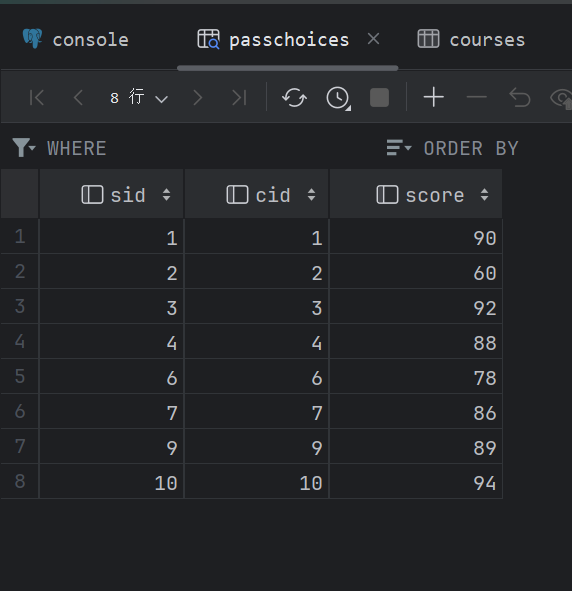 console passchoices courses
8 行
WHERE ORDER BY
sid cid score
1 1 1 90
2 2 2 60
3 3 3 92
4 4 4 88
5 6 6 78
6 7 7 86
7 9 9 89
8 10 10 94